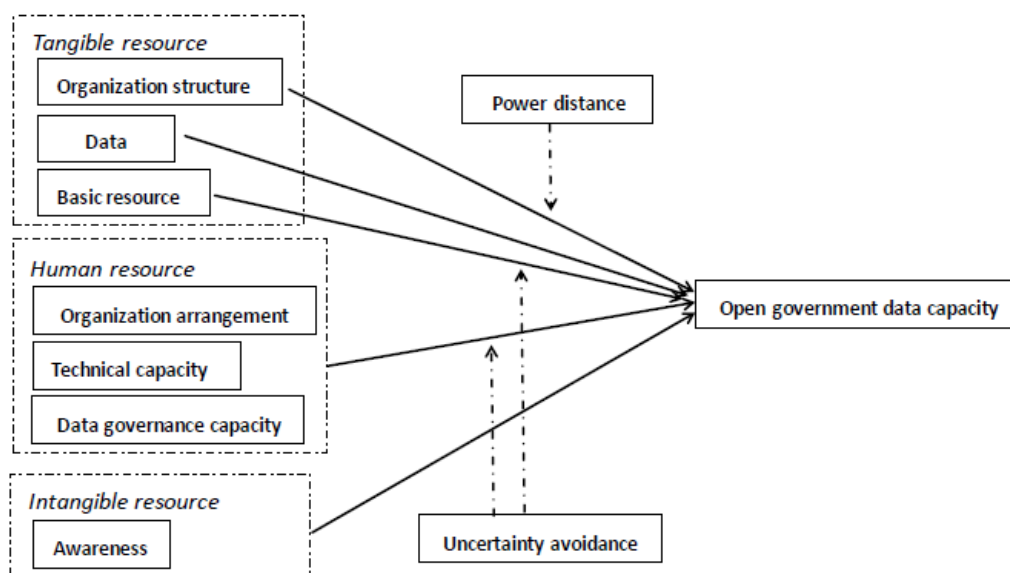 Tangible resource
Organization structure
Data
Basic resource
Human resource
Organization arrangement
Technical capacity
Data governance capacity
Intangible resource
Awareness
Power distance
Uncertainty avoidance
Open government data capacity